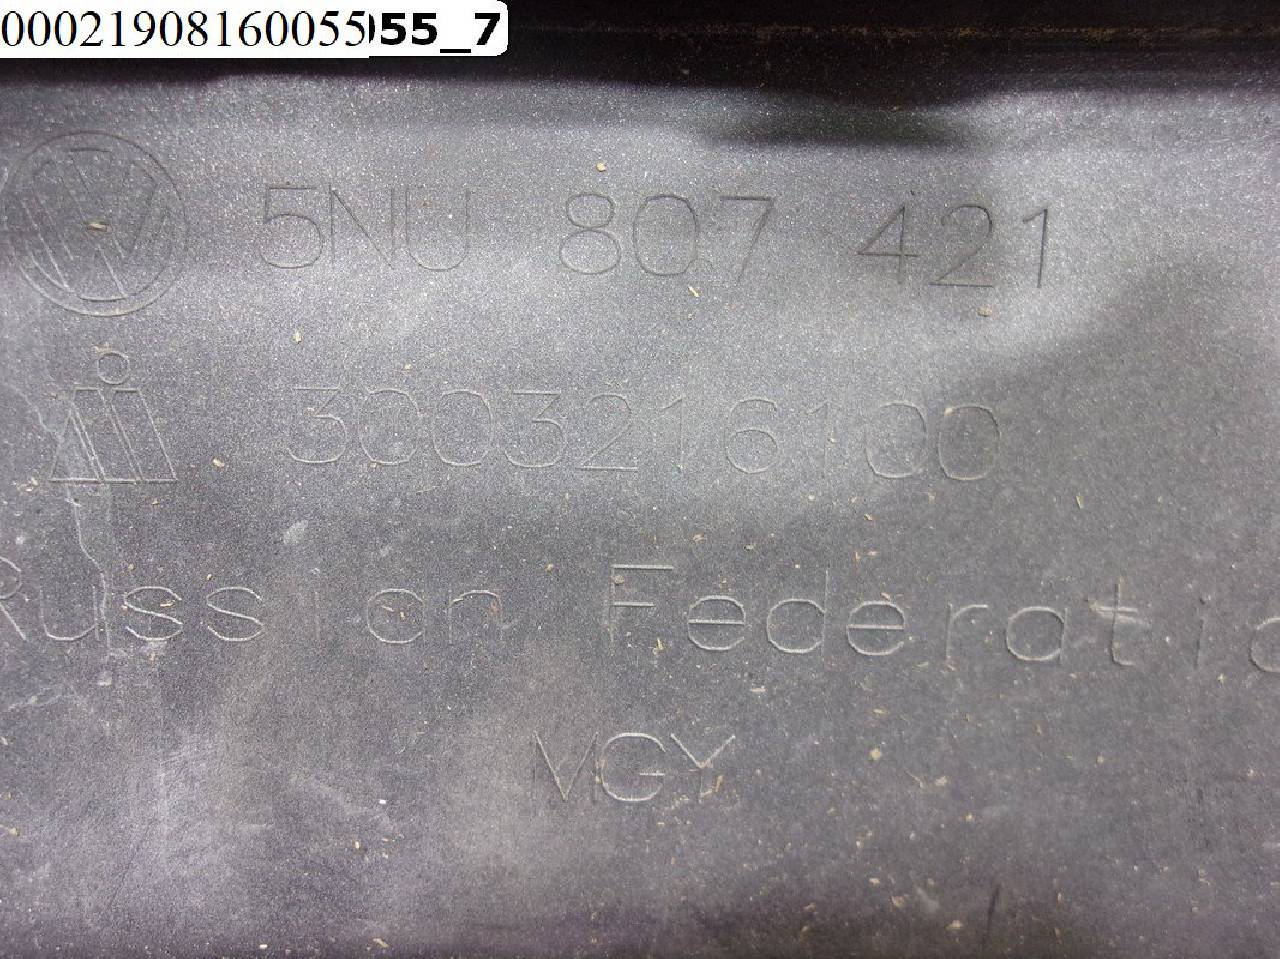 00021908160055055_7
5NU 807 421
3003216100
Russian Federatio
MGY